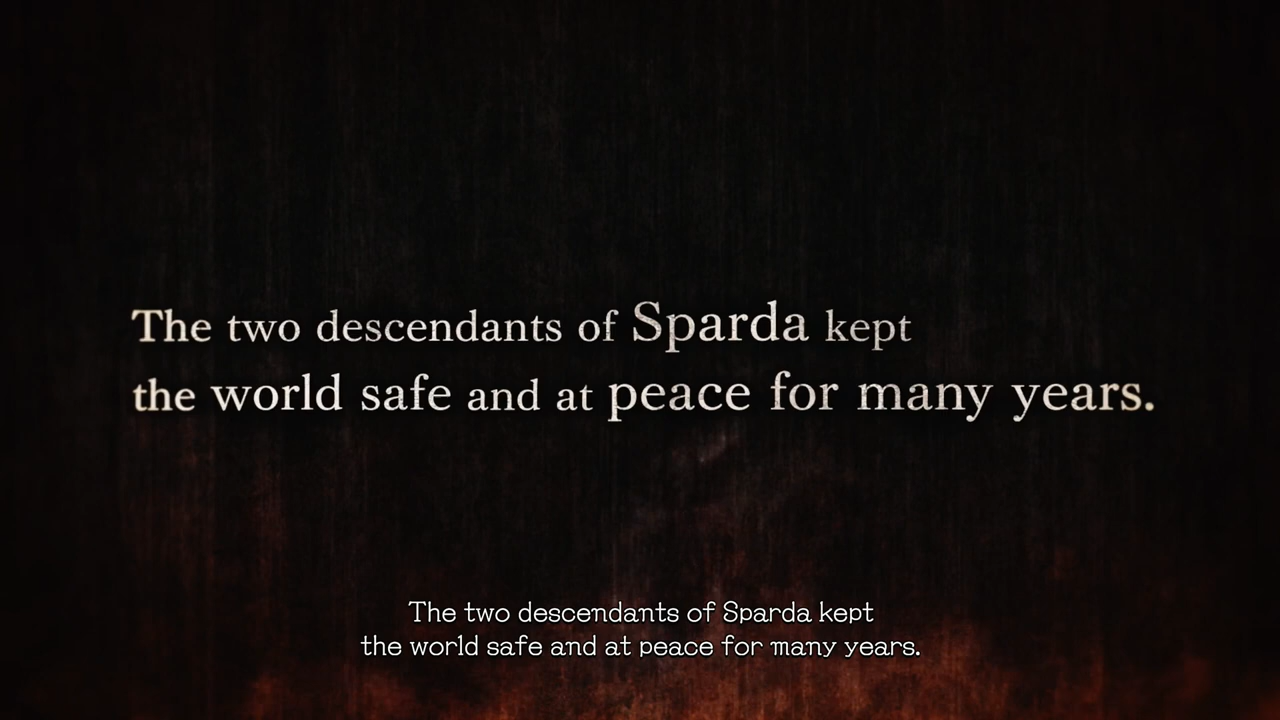 The two descendants of Sparda kept
the world safe and at peace for many years.
The two descendants of Sparda kept
the world safe and at peace for many years.